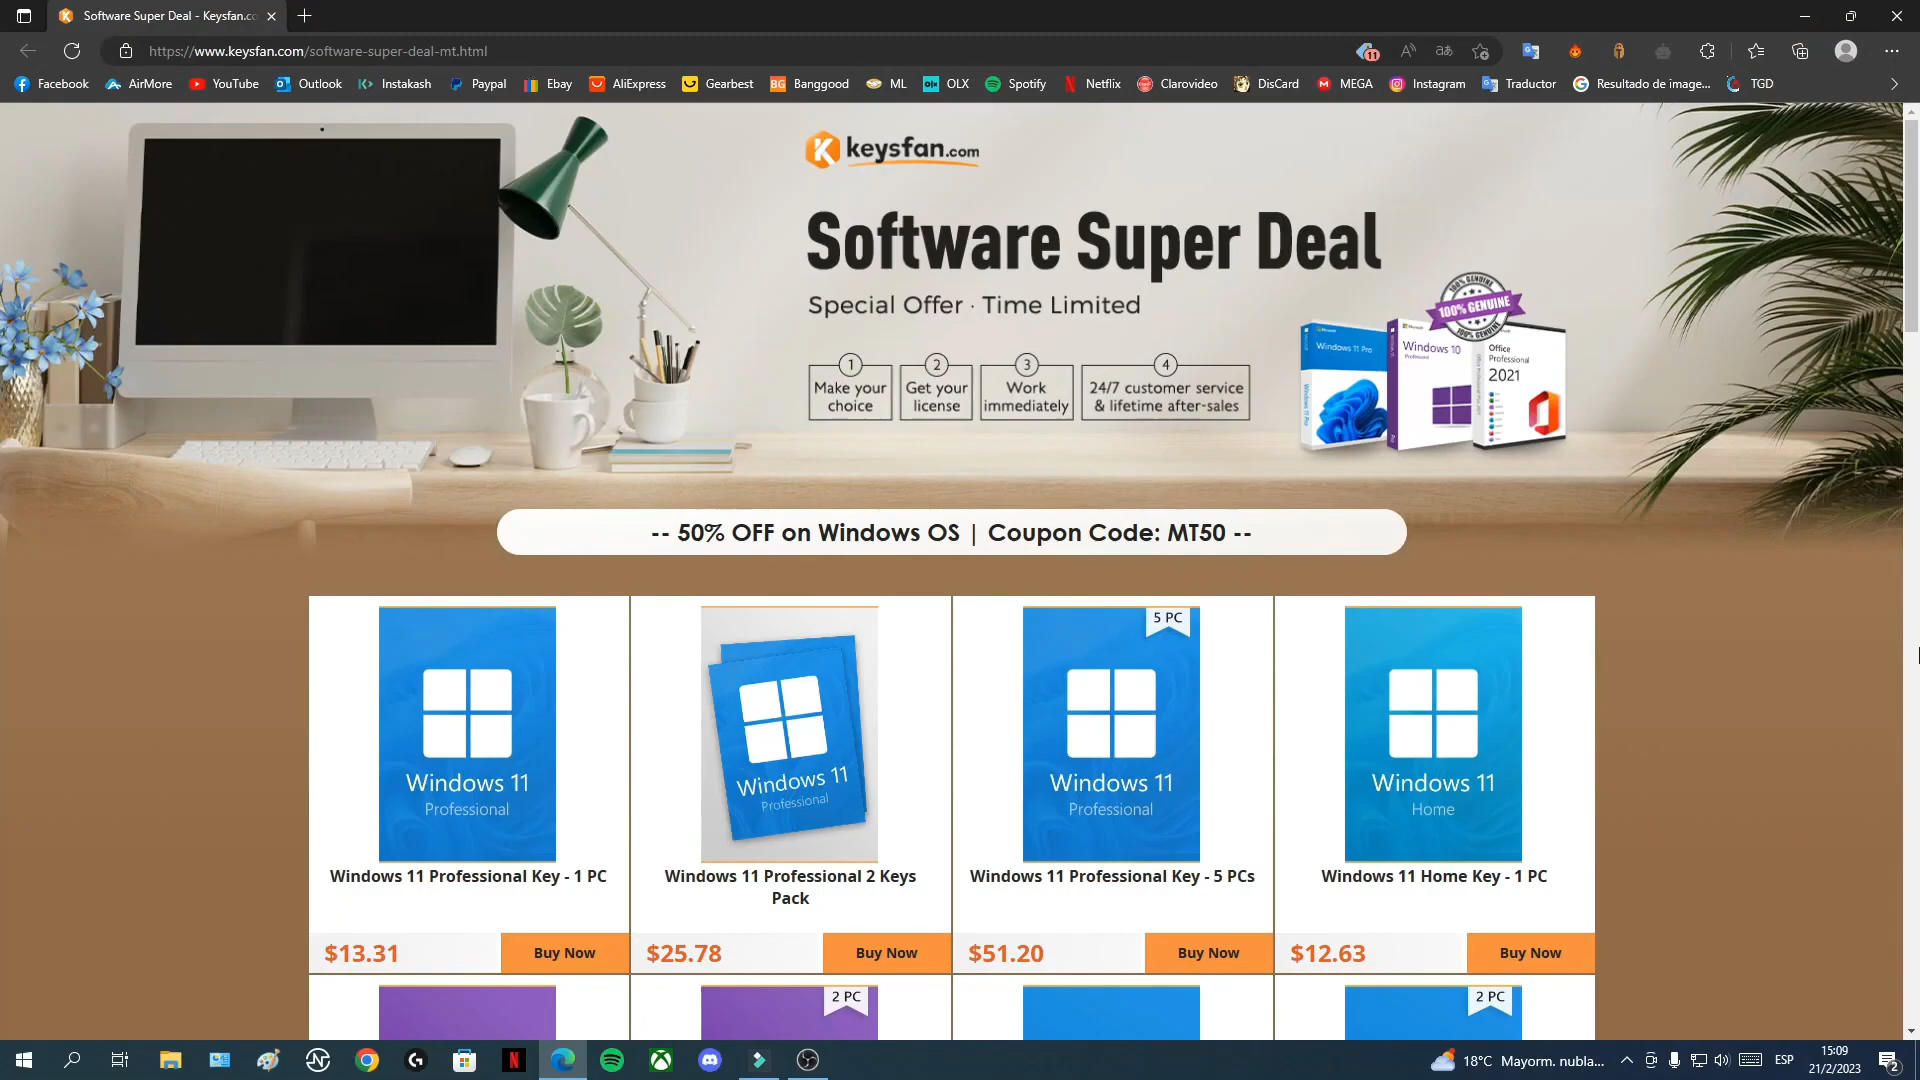 Software Super Deal - Keysfan.co
https://www.keysfan.com/software-super-deal-mt.html
11
Facebook AirMore YouTube Outlook Instakash Paypal Ebay AliExpress Gearbest Banggood ML OLX Spotify Netflix Clarovideo DisCard MEGA Instagram Traductor Resultado de image... TGD
keysfan.com
Software Super Deal
Special Offer · Time Limited
100% GENUINE
1 2 3 4
Make your choice
Get your license
Work immediately
24/7 customer service & lifetime after-sales
Windows 11 Pro
Windows 10
Office
Professional
2021
-- 50% OFF on Windows OS | Coupon Code: MT50 --
5 PC
Windows 11 Windows 11 Windows 11 Windows 11
Professional Professional Professional Home
Windows 11 Professional Key - 1 PC
Windows 11 Professional 2 Keys
Pack
Windows 11 Professional Key - 5 PCs
Windows 11 Home Key - 1 PC
$13.31 Buy Now $25.78 Buy Now $51.20 Buy Now $12.63 Buy Now
2 PC 2 PC
18°C Mayorm. nubla... ESP
15:09
21/2/2023
2